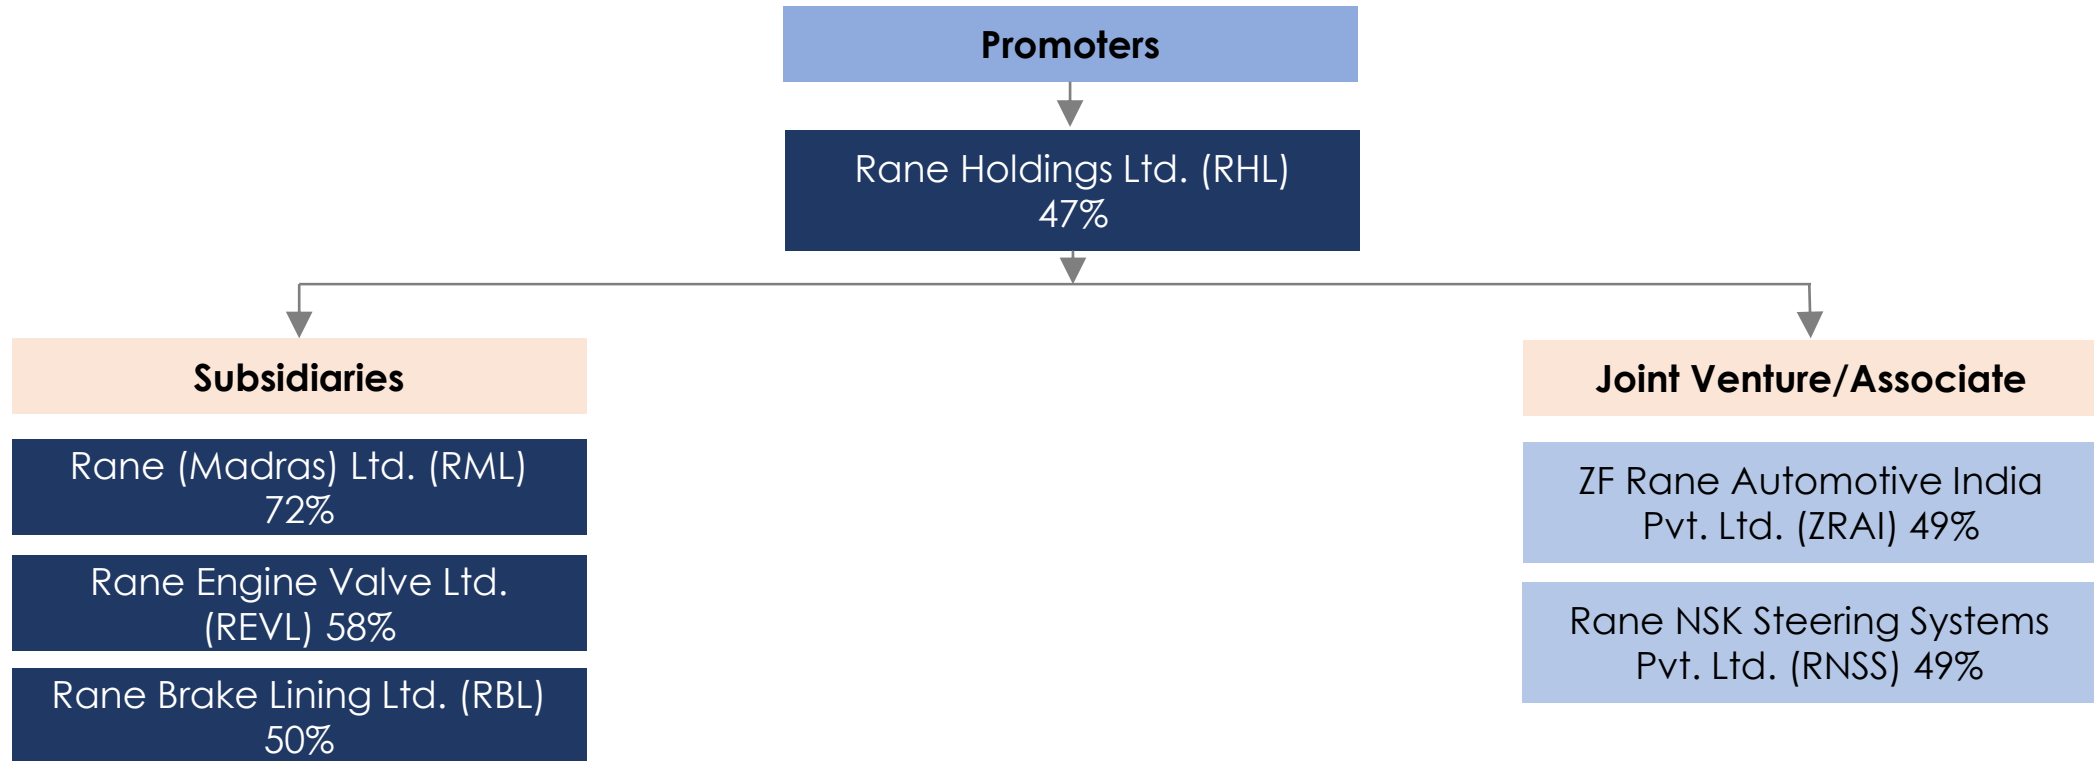 Promoters
Rane Holdings Ltd. (RHL)
47%
Subsidiaries
Rane (Madras) Ltd. (RML)
72%
Rane Engine Valve Ltd.
(REVL) 58%
Rane Brake Lining Ltd. (RBL)
50%
Joint Venture/Associate
ZF Rane Automotive India
Pvt. Ltd. (ZRAI) 49%
Rane NSK Steering Systems
Pvt. Ltd. (RNSS) 49%